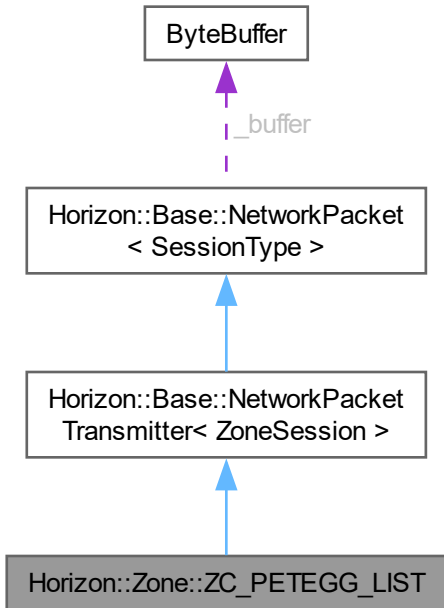 ByteBuffer
_buffer
Horizon::Base::NetworkPacket
< SessionType >
Horizon::Base::NetworkPacket
Transmitter< ZoneSession >
Horizon::Zone::ZC_PETEGG_LIST